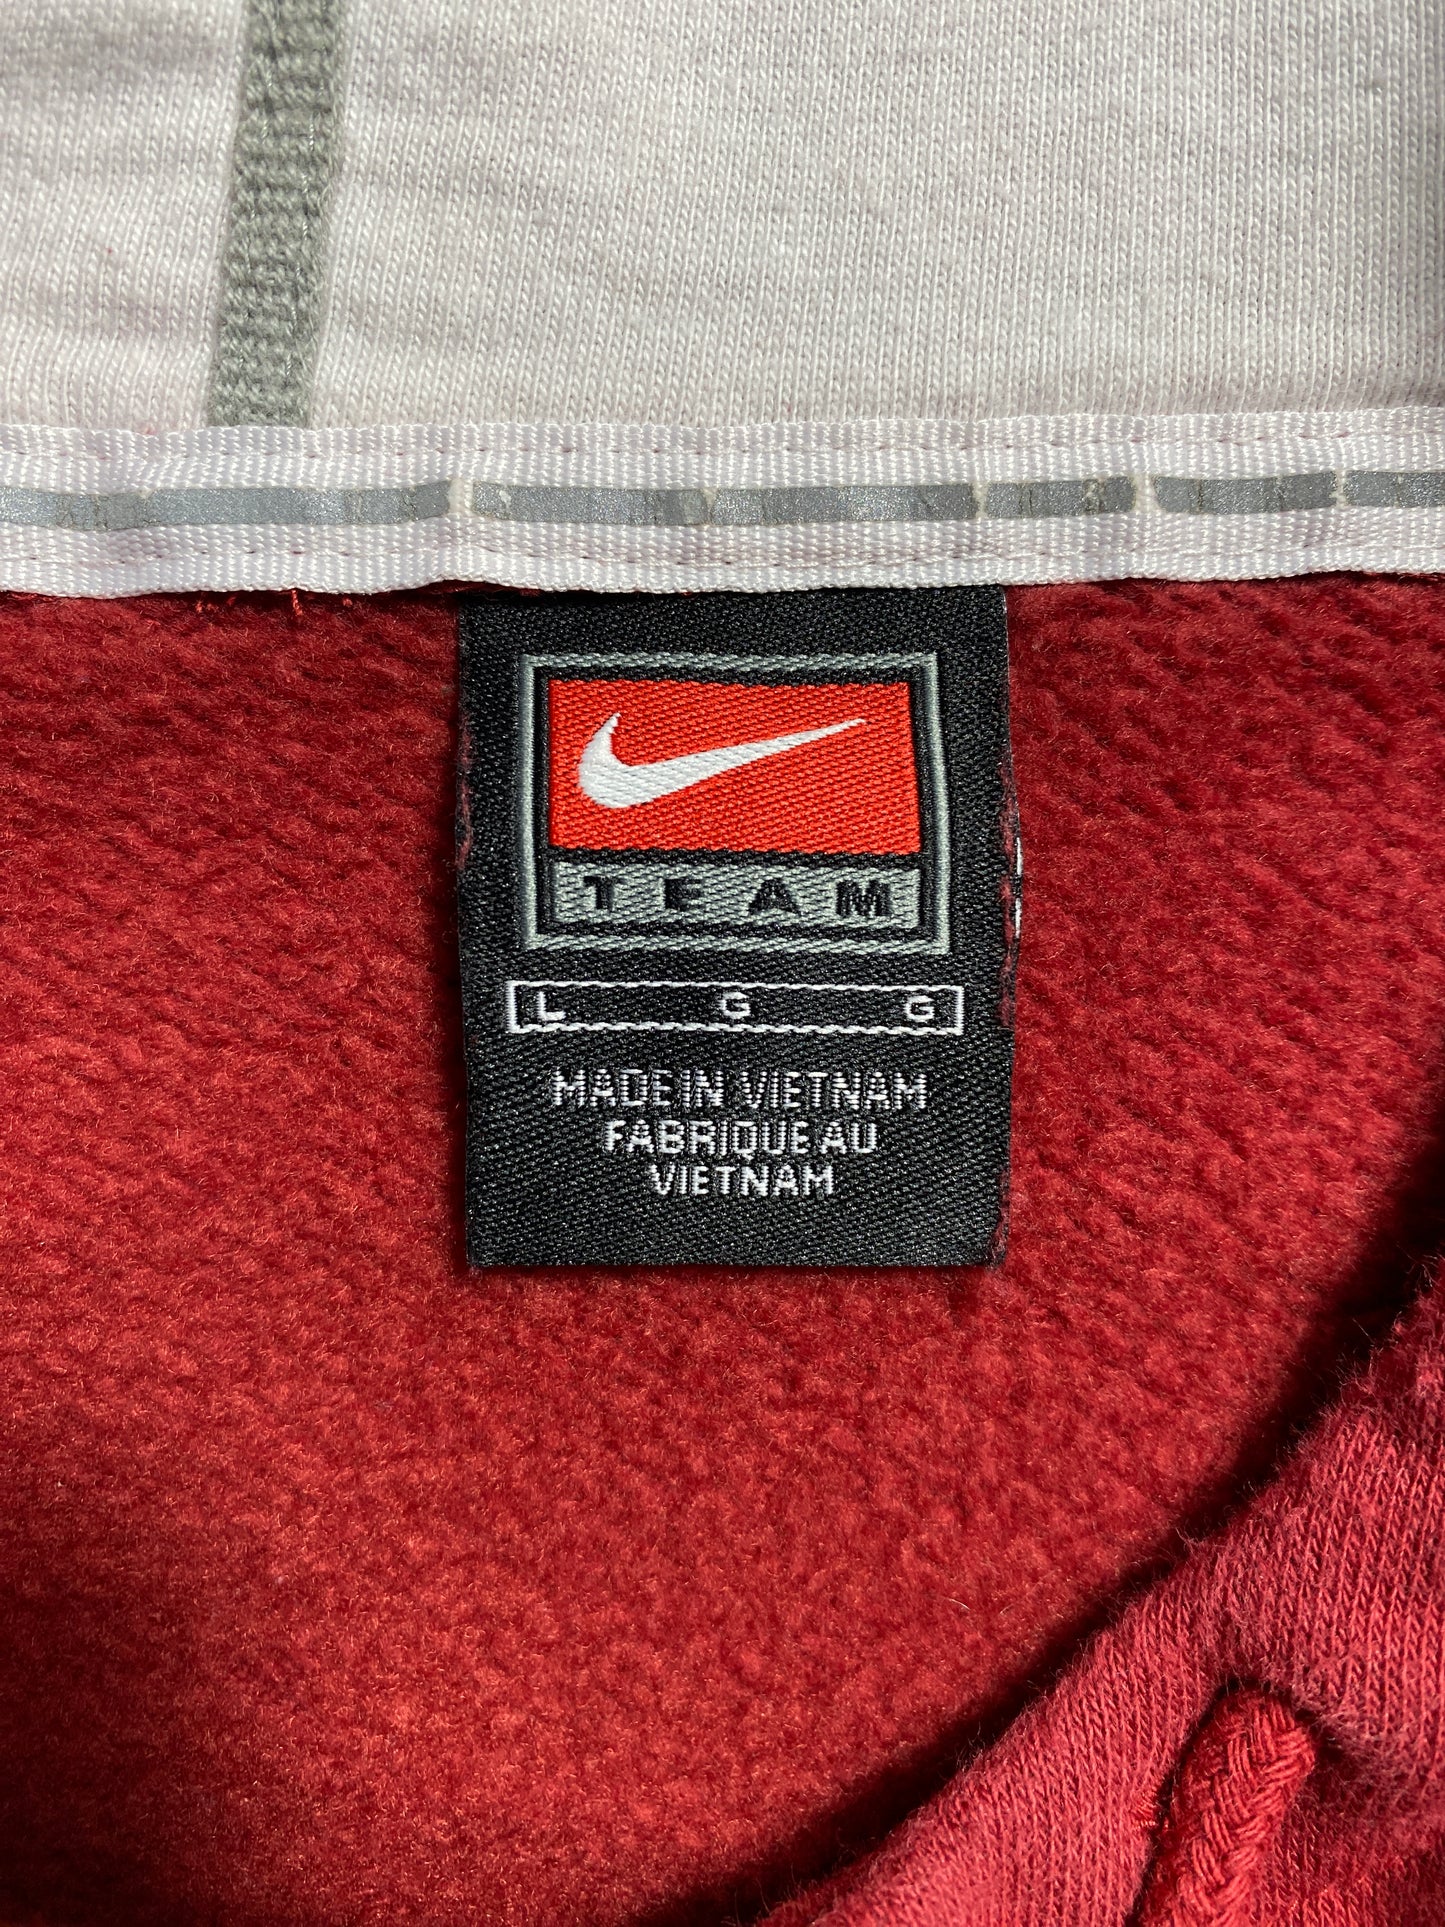 TEAM
L G G
MADE IN VIETNAM
FABRIQUE AU
VIETNAM